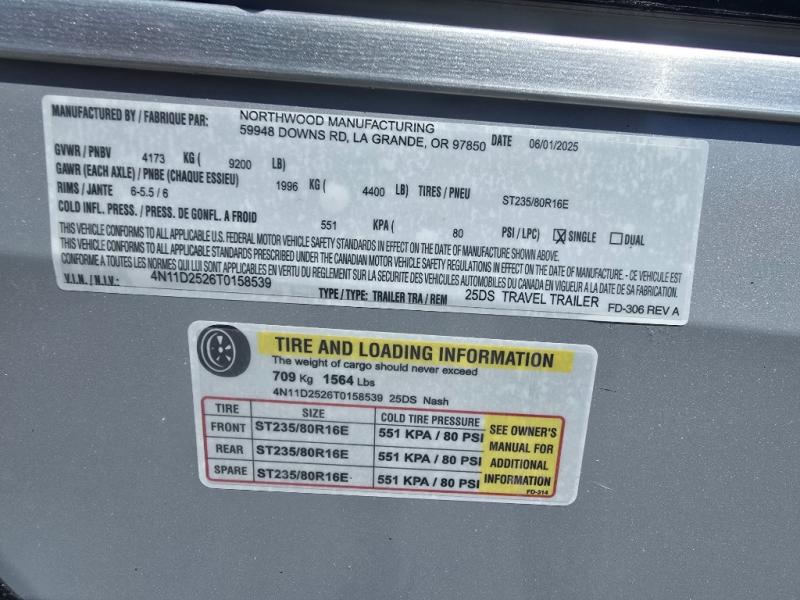 MANUFACTURED BY / FABRIQUE PAR: NORTHWOOD MANUFACTURING
59948 DOWNS RD, LA GRANDE, OR 97850 DATE 06/01/2025
GVWR / PNBV 4173 KG ( 9200 LB)
GAWR (EACH AXLE) / PNBE (CHAQUE ESSIEU) 1996 KG ( 4400 LB) TIRES / PNEU ST235/80R16E
RIMS / JANTE 6-5.5 / 6
COLD INFL. PRESS. / PRESS. DE GONFL. A FROID 551 KPA ( 80 PSI / LPC) X SINGLE DUAL
THIS VEHICLE CONFORMS TO ALL APPLICABLE U.S. FEDERAL MOTOR VEHICLE SAFETY STANDARDS IN EFFECT ON THE DATE OF MANUFACTURE SHOWN ABOVE.
THIS VEHICLE CONFORMS TO ALL APPLICABLE STANDARDS PRESCRIBED UNDER THE CANADIAN MOTOR VEHICLE SAFETY REGULATIONS IN EFFECT ON THE DATE OF MANUFACTURE. - CE VEHICULE EST
CONFORME A TOUTES LES NORMES QUI LUI SONT APPLICABLES EN VERTU DU REGLEMENT SUR LA SECURITE DES VEHICULES AUTOMOBILES DU CANADA EN VIGUEUR A LA DATE DE SA FABRICATION.
V.I.N. / N.I.V.: 4N11D2526T0158539 TYPE / TYPE: TRAILER TRA / REM 25DS TRAVEL TRAILER FD-306 REV A
TIRE AND LOADING INFORMATION
The weight of cargo should never exceed
709 Kg 1564 Lbs
4N11D2526T0158539 25DS Nash
TIRE SIZE COLD TIRE PRESSURE
FRONT ST235/80R16E 551 KPA / 80 PSI
REAR ST235/80R16E 551 KPA / 80 PSI
SPARE ST235/80R16E 551 KPA / 80 PSI
SEE OWNER'S
MANUAL FOR
ADDITIONAL
INFORMATION
FD-314